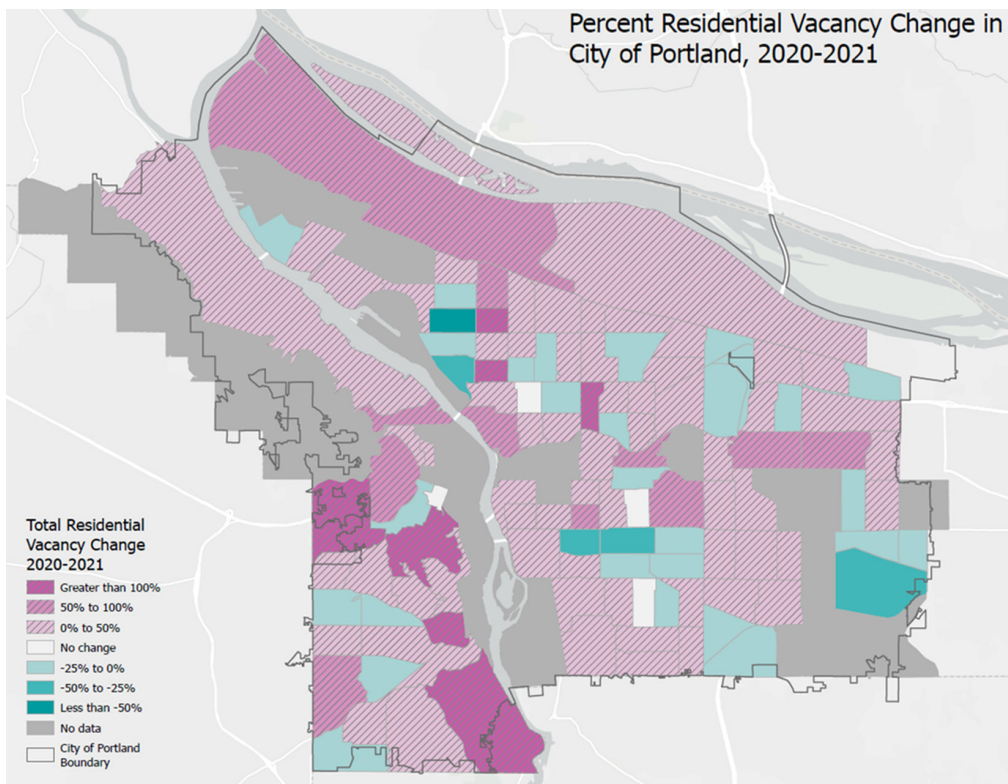 Percent Residential Vacancy Change in
City of Portland, 2020-2021
Total Residential
Vacancy Change
2020-2021
Greater than 100%
50% to 100%
0% to 50%
No change
-25% to 0%
-50% to -25%
Less than -50%
No data
City of Portland
Boundary